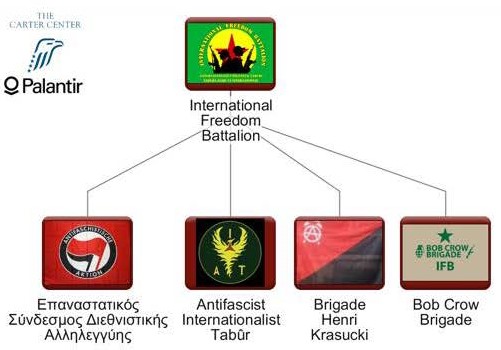 THE
CARTER CENTER
Palantir
INTERNATIONAL FREEDOM BATTALION
International
Freedom
Battalion
ANTIFASCHISTISCHE
AKTION
I
A T
BOB CROW
BRIGADE
IFB
Επαναστατικός
Σύνδεσμος Διεθνιστικής
Αλληλεγγύης
Antifascist
Internationalist
Tabûr
Brigade
Henri
Krasucki
Bob Crow
Brigade